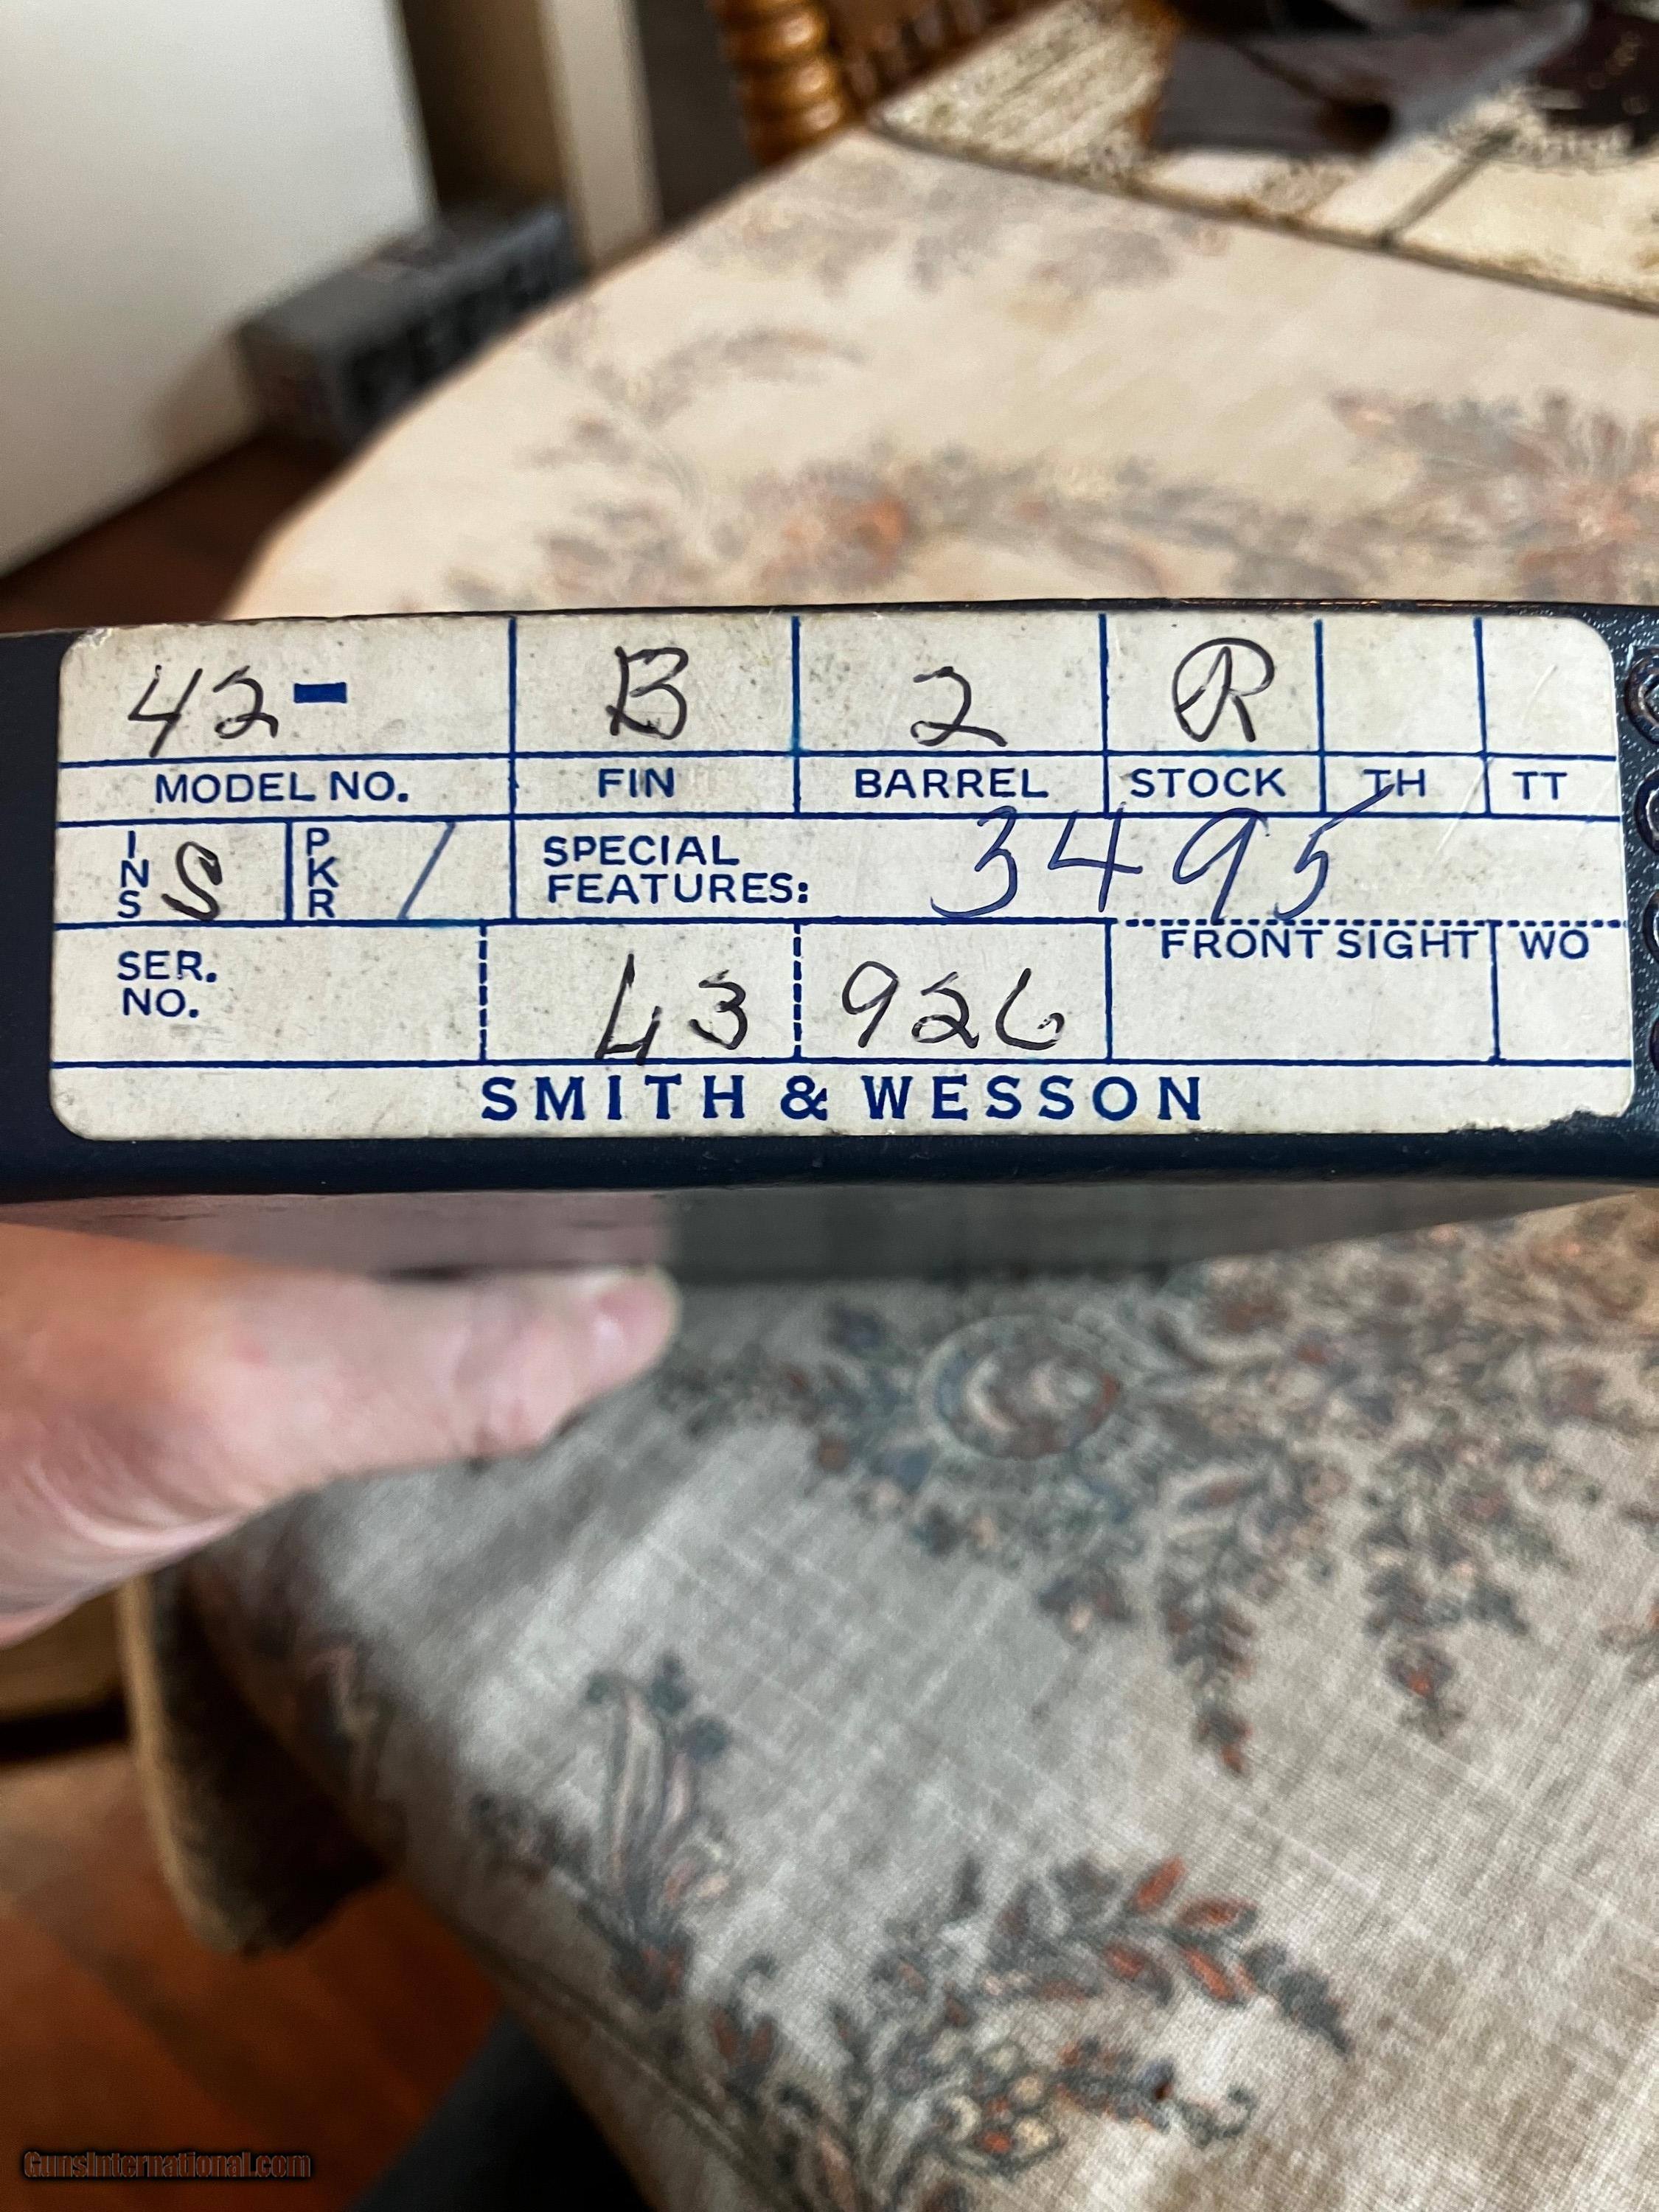 42- B 2 R
MODEL NO. FIN BARREL STOCK TH TT
INS S PKR / SPECIAL FEATURES: 3495
FRONT SIGHT WO
SER. NO. L3 926
SMITH & WESSON
GunsInternational.com